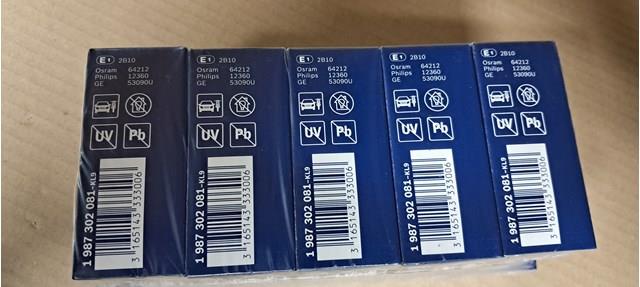 E1 2B10
Osram 64212
Philips 12360
GE 53090U
UV Pb
1 987 302 081-KL9
3 165143 333006
E1 2B10
Osram 64212
Philips 12360
GE 53090U
UV Pb
1 987 302 081-KL9
3 165143 333006
E1 2B10
Osram 64212
Philips 12360
GE 53090U
UV Pb
1 987 302 081-KL9
3 165143 333006
E1 2B10
Osram 64212
Philips 12360
GE 53090U
UV Pb
1 987 302 081-KL9
3 165143 333006
E1 2B10
Osram 64212
Philips 12360
GE 53090U
UV Pb
1 987 302 081-KL9
3 165143 333006